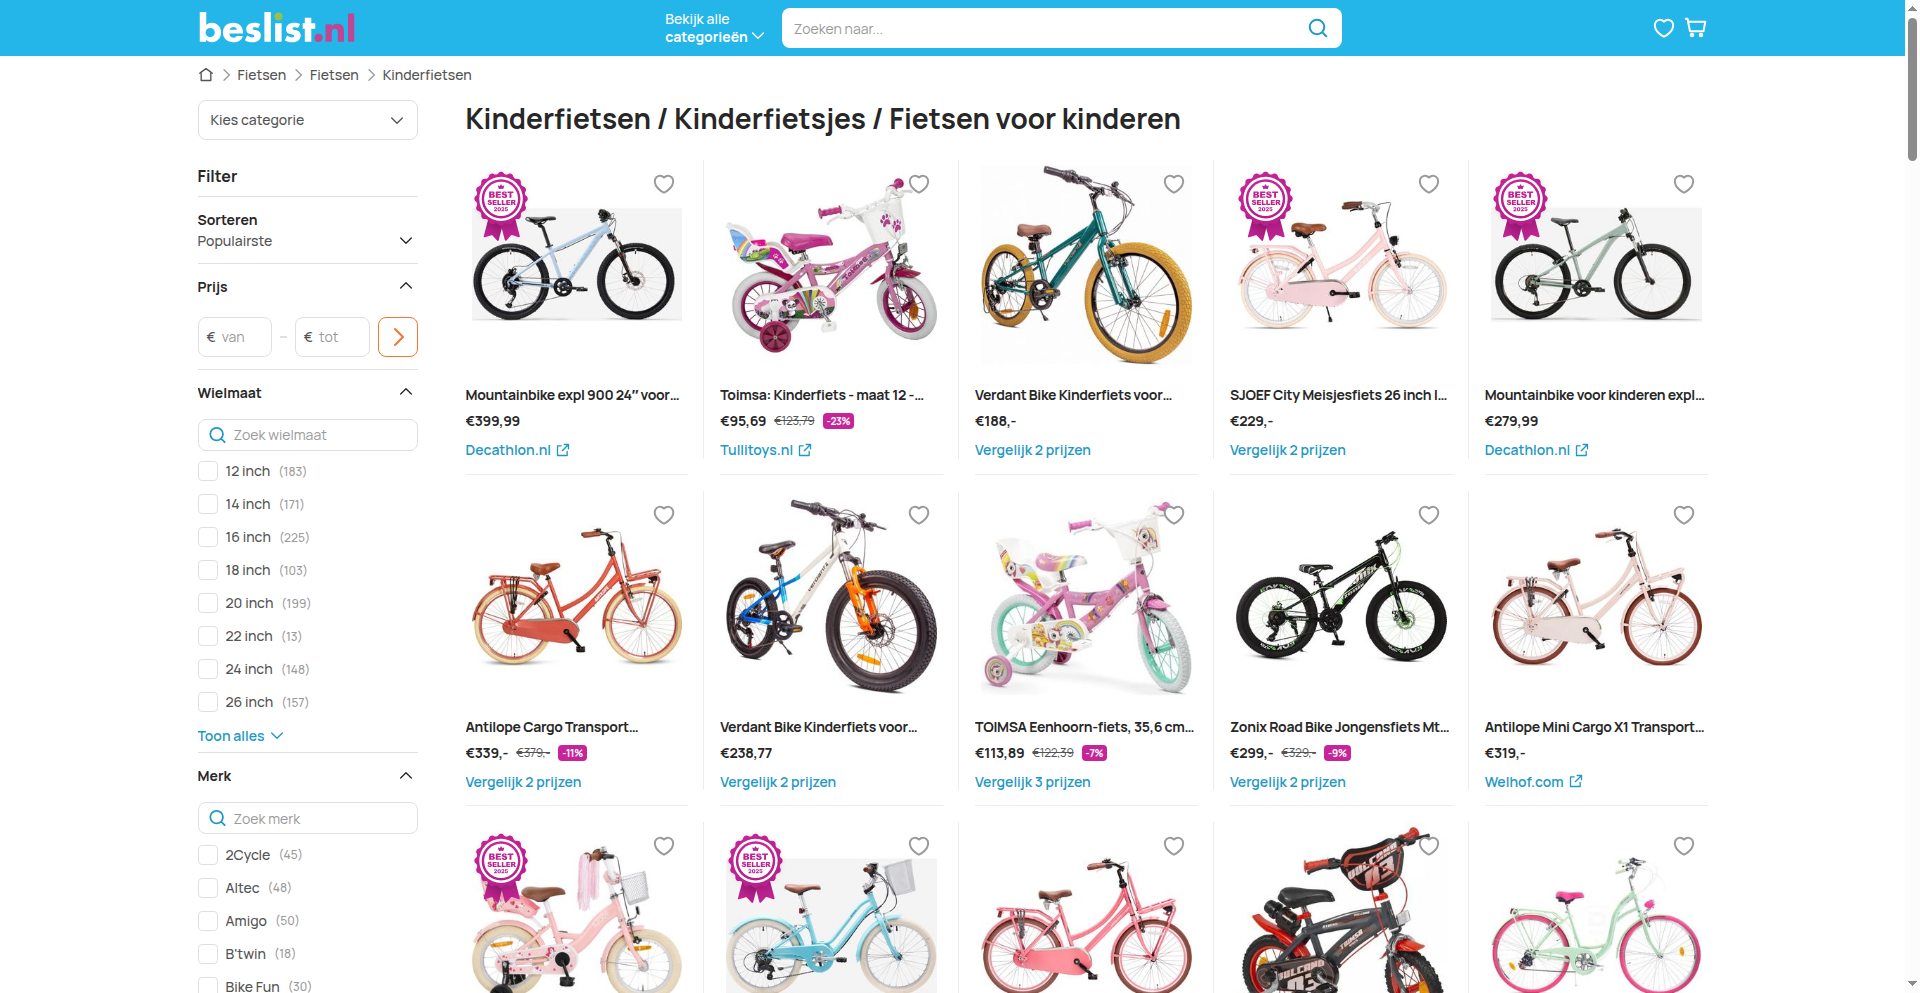 beslist.nl
Bekijk alle
categorieën
Zoeken naar...
Fietsen
Fietsen
Kinderfietsen
Kies categorie
Kinderfietsen / Kinderfietsjes / Fietsen voor kinderen
Filter
Sorteren
Populairste
Prijs
€ van – € tot
Wielmaat
Zoek wielmaat
12 inch (183)
14 inch (171)
16 inch (225)
18 inch (103)
20 inch (199)
22 inch (13)
24 inch (148)
26 inch (157)
Toon alles
Merk
Zoek merk
2Cycle (45)
Altec (48)
Amigo (50)
B'twin (18)
Bike Fun (30)
BEST
SELLER
2025
Mountainbike expl 900 24″ voor...
€399,99
Decathlon.nl
Toimsa: Kinderfiets - maat 12 -...
€95,69 €123,79 -23%
Tullitoys.nl
Verdant Bike Kinderfiets voor...
€188,-
Vergelijk 2 prijzen
BEST
SELLER
2025
SJOEF City Meisjesfiets 26 inch I...
€229,-
Vergelijk 2 prijzen
BEST
SELLER
2025
Mountainbike voor kinderen expl...
€279,99
Decathlon.nl
Antilope Cargo Transport...
€339,- €379,- -11%
Vergelijk 2 prijzen
Verdant Bike Kinderfiets voor...
€238,77
Vergelijk 2 prijzen
TOIMSA Eenhoorn-fiets, 35,6 cm...
€113,89 €122,39 -7%
Vergelijk 3 prijzen
Zonix Road Bike Jongensfiets Mt...
€299,- €329,- -9%
Vergelijk 2 prijzen
Antilope Mini Cargo X1 Transport...
€319,-
Welhof.com
BEST
SELLER
2025
BEST
SELLER
2025